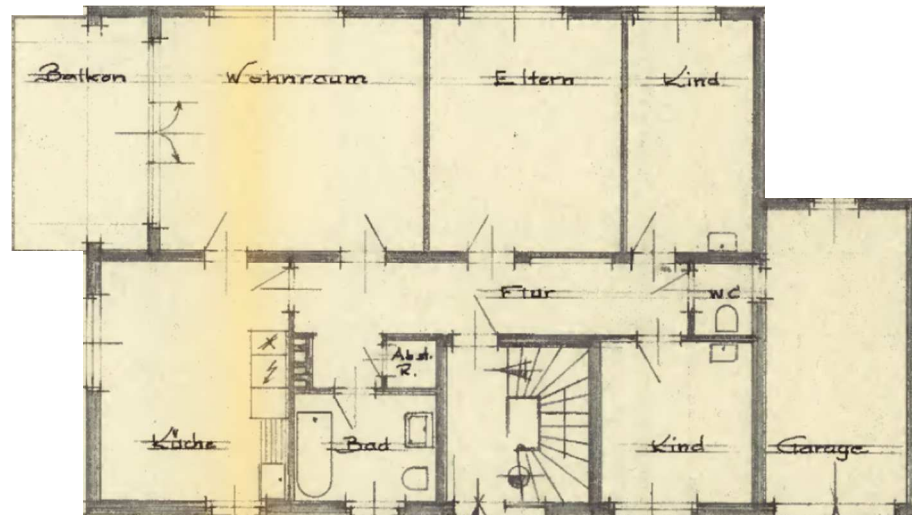 Balkon
Wohnraum
Eltern
Kind
Flur
WC
Abst.
R.
Küche
Bad
Kind
Garage